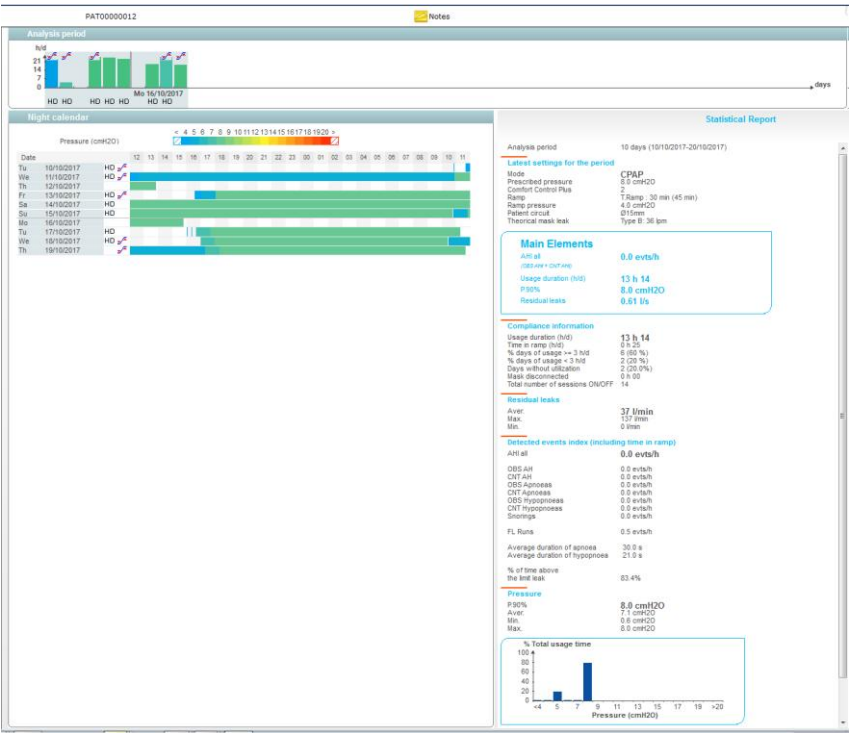 PAT00000012
Notes
Analysis period
h/d
21
14
7
0
days
Mo 16/10/2017
HD HD HD HD HD HD HD
Night calendar
Pressure (cmH2O)
< 4 5 6 7 8 9 10 11 12 13 14 15 16 17 18 19 20 >
Date 12 13 14 15 16 17 18 19 20 21 22 23 00 01 02 03 04 05 06 07 08 09 10 11
Tu 10/10/2017 HD
We 11/10/2017
Th 12/10/2017
Fr 13/10/2017 HD
Sa 14/10/2017 HD
Su 15/10/2017 HD
Mo 16/10/2017
Tu 17/10/2017 HD
We 18/10/2017 HD
Th 19/10/2017
Statistical Report
Analysis period 10 days (10/10/2017-20/10/2017)
Latest settings for the period
Mode CPAP
Prescribed pressure 8.0 cmH2O
Comfort Control Plus 2
Ramp T.Ramp : 30 min (45 min)
Ramp pressure 4.0 cmH2O
Patient circuit Ø15mm
Theorical mask leak Type B: 36 lpm
Main Elements
AHI all 0.0 evts/h
(OBS AHI + CNT AHI)
Usage duration (h/d) 13 h 14
P.90% 8.0 cmH2O
Residual leaks 0.61 l/s
Compliance information
Usage duration (h/d) 13 h 14
Time in ramp (h/d) 0 h 25
% days of usage >= 3 h/d 6 (60 %)
% days of usage < 3 h/d 2 (20 %)
Days without utilization 2 (20.0%)
Mask disconnected 0 h 00
Total number of sessions ON/OFF 14
Residual leaks
Aver. 37 l/min
Max. 137 l/min
Min. 0 l/min
Detected events index (including time in ramp)
AHI all 0.0 evts/h
OBS AH 0.0 evts/h
CNT AH 0.0 evts/h
OBS Apnoeas 0.0 evts/h
CNT Apnoeas 0.0 evts/h
OBS Hypopnoeas 0.0 evts/h
CNT Hypopnoeas 0.0 evts/h
Snorings 0.0 evts/h
FL Runs 0.5 evts/h
Average duration of apnoea 30.0 s
Average duration of hypopnoea 21.0 s
% of time above
the limit leak 83.4%
Pressure
P.90% 8.0 cmH2O
Aver. 7.1 cmH2O
Min. 0.6 cmH2O
Max. 8.0 cmH2O
% Total usage time
100
80
60
40
20
0
<4 5 7 9 11 13 15 17 19 >20
Pressure (cmH2O)